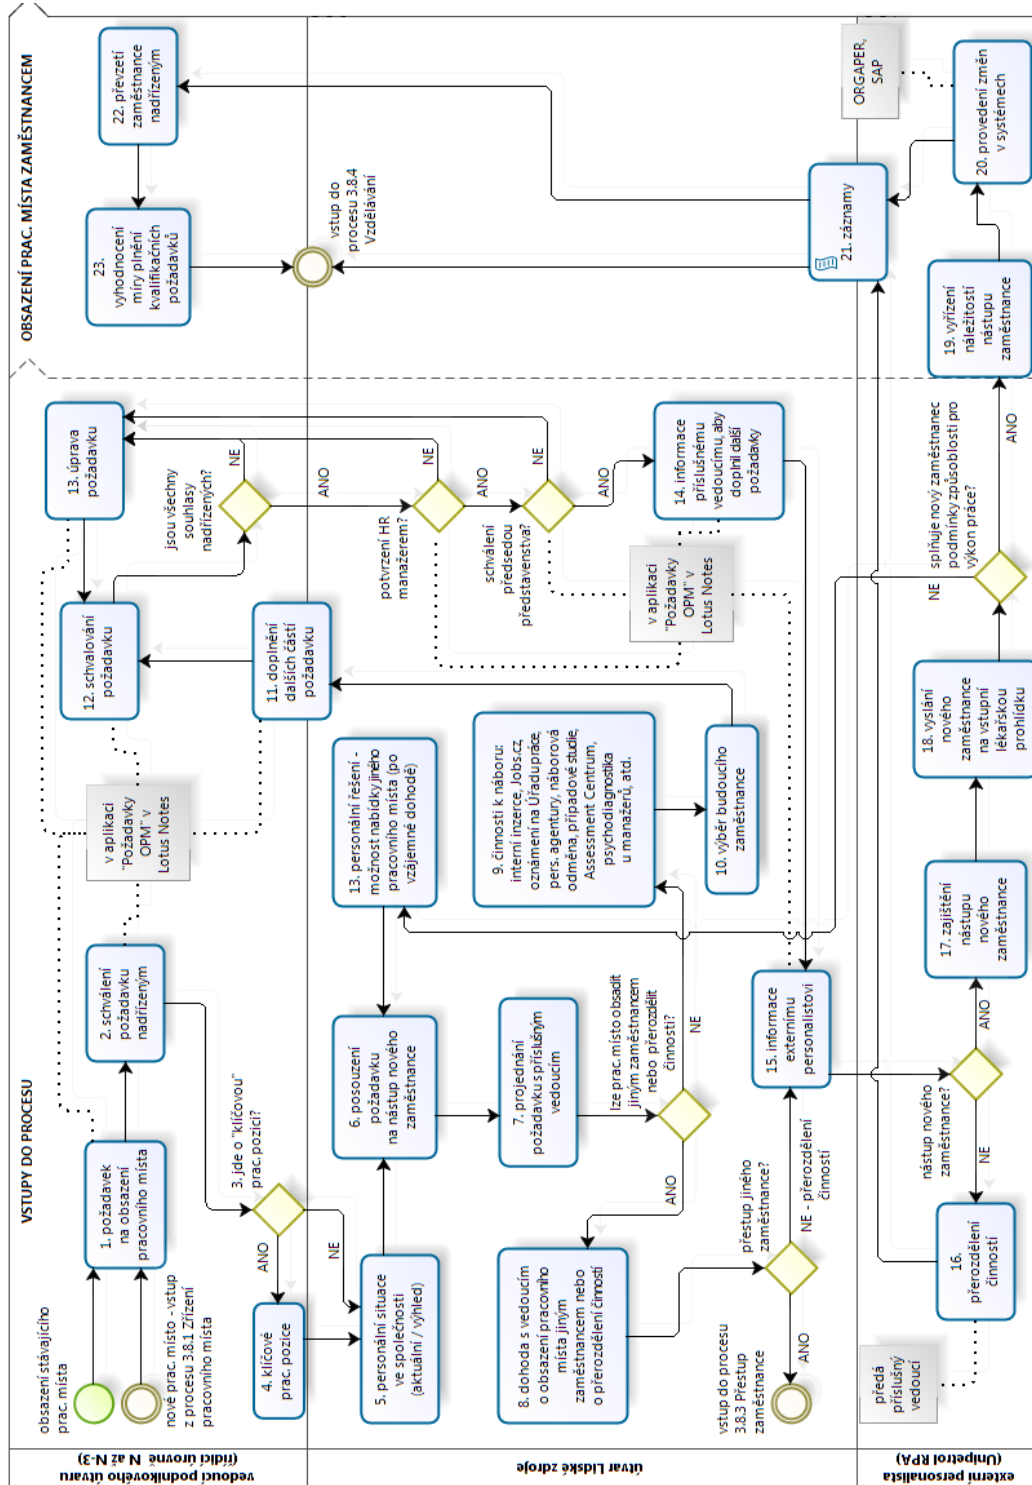 VSTUPY DO PROCESU
OBSAZENÍ PRAC. MÍSTA ZAMĚSTNANCEM
vedoucí podnikového útvaru
(řídící úrovně N až N-3)
obsazení stávajícího
prac. místa
nové prac. místo - vstup
z procesu 3.8.1 Zřízení
pracovního místa
1. požadavek
na obsazení
pracovního místa
2. schválení
požadavku
nadřízeným
3. jde o "klíčovou"
prac. pozici?
ANO
NE
4. klíčové
prac. pozice
v aplikaci
"Požadavky
OPM" v
Lotus Notes
12. schvalování
požadavku
13. úprava
požadavku
jsou všechny
souhlasy
nadřízených?
NE
ANO
11. doplnění
dalších částí
požadavku
22. převzetí
zaměstnance
nadřízeným
23.
vyhodnocení
míry plnění
kvalifikačních
požadavků
vstup do
procesu 3.8.4
Vzdělávání
útvar Lidské zdroje
5. personální situace
ve společnosti
(aktuální / výhled)
6. posouzení
požadavku
na nástup nového
zaměstnance
13. personální řešení -
možnost nabídky jiného
pracovního místa (po
vzájemné dohodě)
7. projednání
požadavku s příslušným
vedoucím
lze prac. místo obsadit
jiným zaměstnancem
nebo přerozdělit
činnosti?
ANO
NE
8. dohoda s vedoucím
o obsazení pracovního
místa jiným
zaměstnancem nebo
o přerozdělení činností
9. činnosti k náboru:
interní inzerce, Jobs.cz,
oznámení na Úřadu práce,
pers. agentury, náborová
odměna, případové studie,
Assessment Centrum,
psychodiagnostika
u manažerů, atd.
10. výběr budoucího
zaměstnance
potvrzení HR
manažerem?
NE
ANO
schválení
předsedou
představenstva?
NE
ANO
v aplikaci
"Požadavky
OPM" v
Lotus Notes
14. informace
příslušnému
vedoucímu, aby
doplnil další
požadavky
přestup jiného
zaměstnance?
ANO
NE - přerozdělení
činností
vstup do procesu
3.8.3 Přestup
zaměstnance
15. informace
externímu
personalistovi
21. záznamy
externí personalista
(Unipetrol RPA)
předá
příslušný
vedoucí
16.
přerozdělení
činností
nástup nového
zaměstnance?
NE
ANO
17. zajištění
nástupu
nového
zaměstnance
18. vyslání
nového
zaměstnance
na vstupní
lékařskou
prohlídku
splňuje nový zaměstnanec
podmínky způsoblosti pro
výkon práce?
NE
ANO
19. vyřízení
náležitostí
nástupu
zaměstnance
20. provedení změn
v systémech
ORGAPER,
SAP